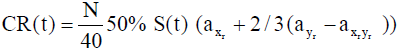 CR(t) = N/40 50% S(t) (a_{x_r} + 2/3(a_{y_r} − a_{x_r y_r} ))